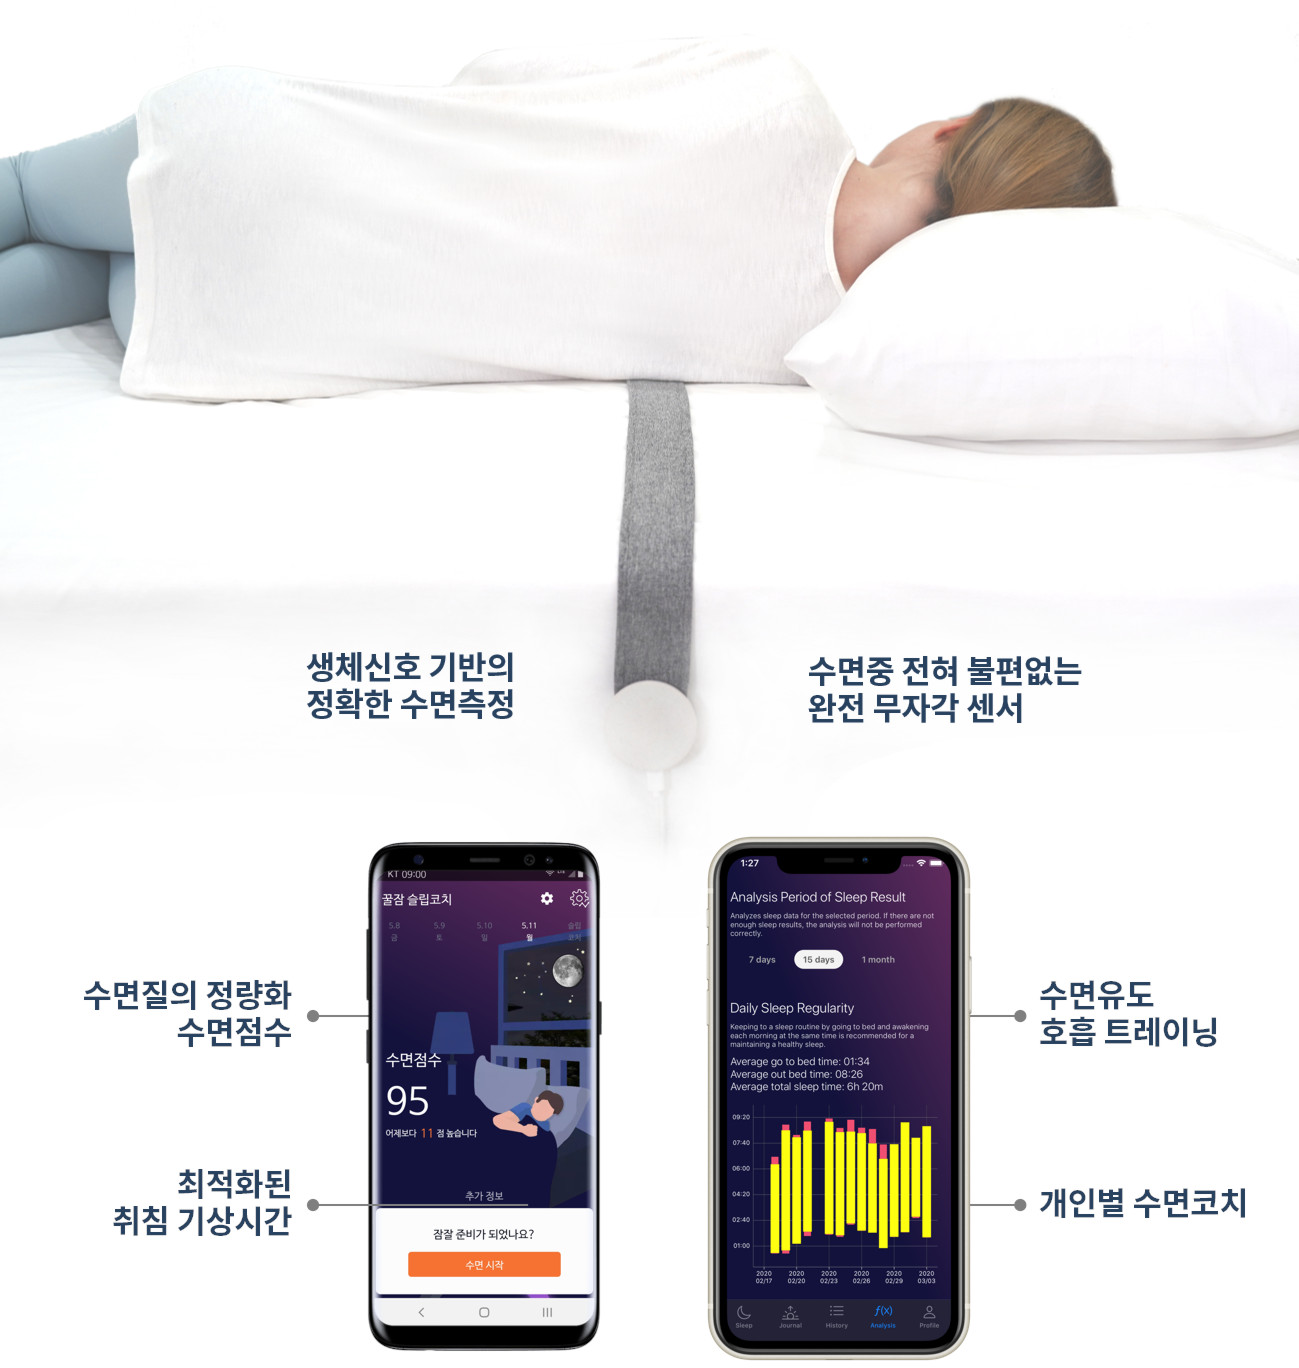 생체신호 기반의
정확한 수면측정
수면중 전혀 불편없는
완전 무자각 센서
수면질의 정량화
수면점수
최적화된
취침 기상시간
KT 09:00
꿀잠 슬립코치
5.8 5.9 5.10 5.11 슬립
금 토 일 월 코치
수면점수
95
어제보다 11 점 높습니다
추가 정보
잠잘 준비가 되었나요?
수면 시작
1:27
Analysis Period of Sleep Result
Analyzes sleep data for the selected period. If there are not
enough sleep results, the analysis will not be performed
correctly.
7 days 15 days 1 month
Daily Sleep Regularity
Keeping to a sleep routine by going to bed and awakening
each morning at the same time is recommended for a
maintaining a healthy sleep.
Average go to bed time: 01:34
Average out bed time: 08:26
Average total sleep time: 6h 20m
09:20
07:40
06:00
04:20
02:40
01:00
2020 2020 2020 2020 2020 2020
02/17 02/20 02/23 02/26 02/29 03/03
f(x)
Sleep Journal History Analysis Profile
수면유도
호흡 트레이닝
개인별 수면코치